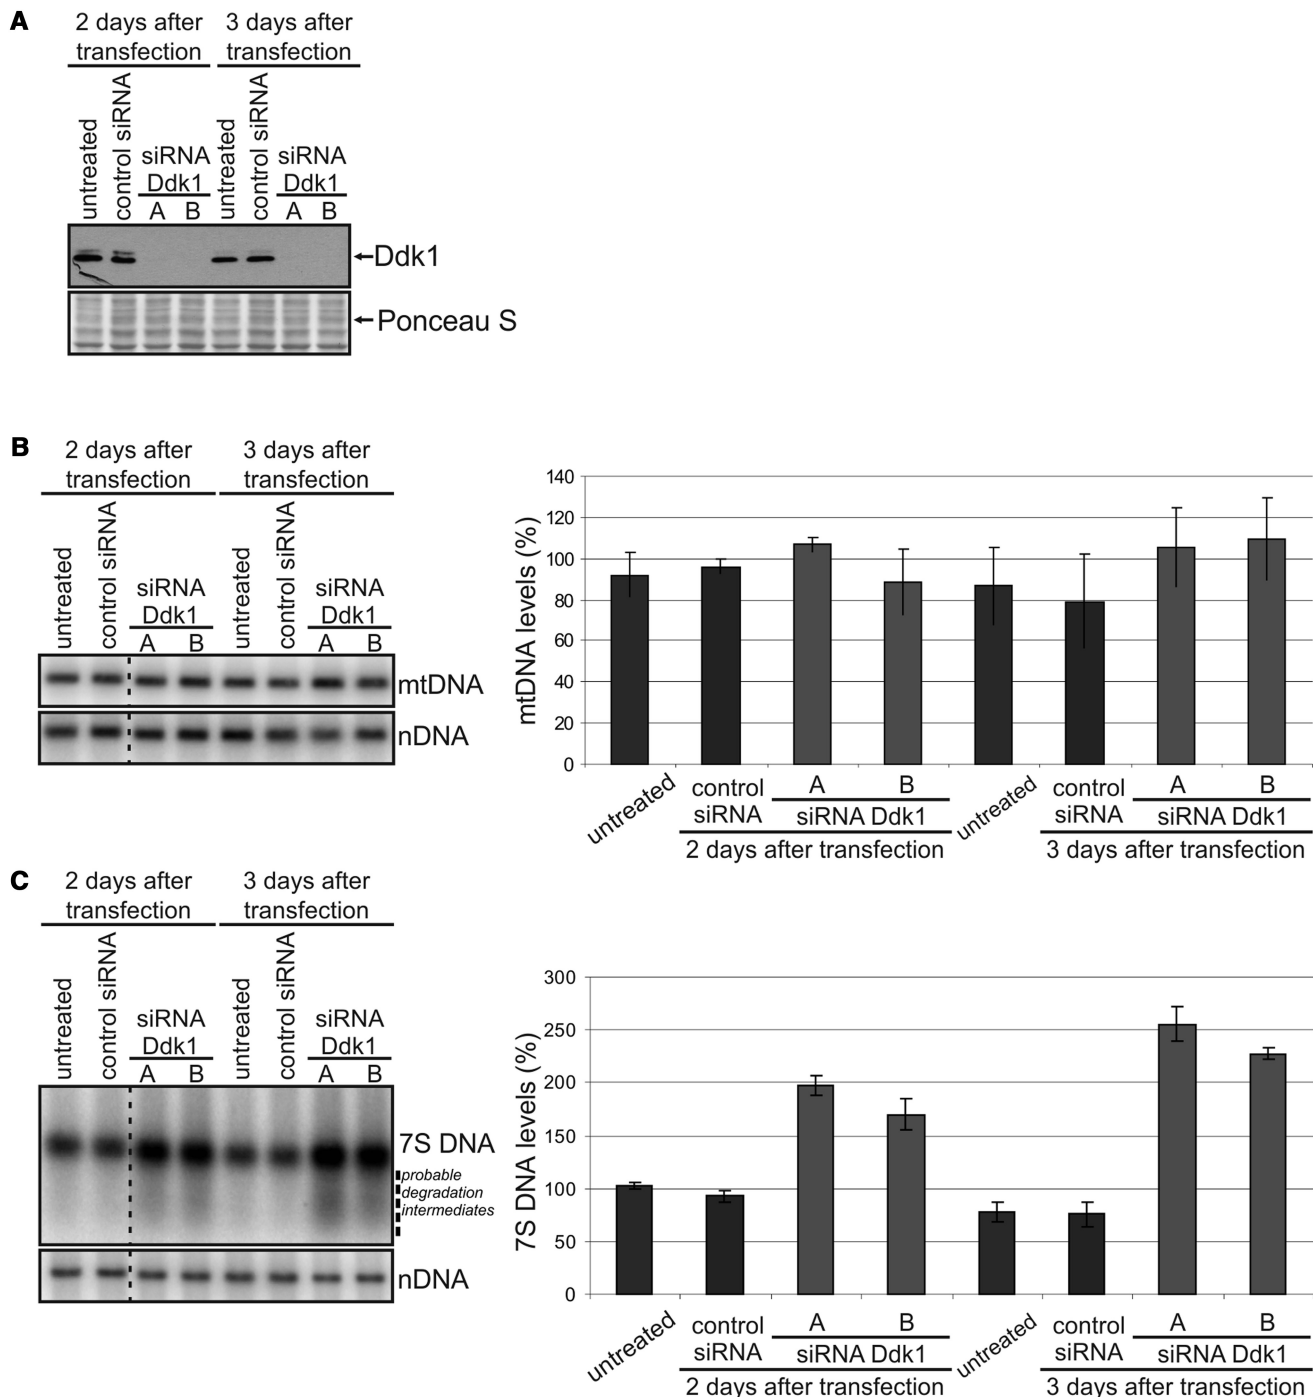 A
2 days after
transfection
3 days after
transfection
untreated
control siRNA
siRNA
Ddk1
A B
untreated
control siRNA
siRNA
Ddk1
A B
Ddk1
Ponceau S
B
2 days after
transfection
3 days after
transfection
untreated
control siRNA
siRNA
Ddk1
A B
untreated
control siRNA
siRNA
Ddk1
A B
mtDNA
nDNA
mtDNA levels (%)
140
120
100
80
60
40
20
0
untreated
control
siRNA
A B
siRNA Ddk1
2 days after transfection
untreated
control
siRNA
A B
siRNA Ddk1
3 days after transfection
C
2 days after
transfection
3 days after
transfection
untreated
control siRNA
siRNA
Ddk1
A B
untreated
control siRNA
siRNA
Ddk1
A B
7S DNA
probable
degradation
intermediates
nDNA
7S DNA levels (%)
300
250
200
150
100
50
0
untreated
control
siRNA
A B
siRNA Ddk1
2 days after transfection
untreated
control
siRNA
A B
siRNA Ddk1
3 days after transfection